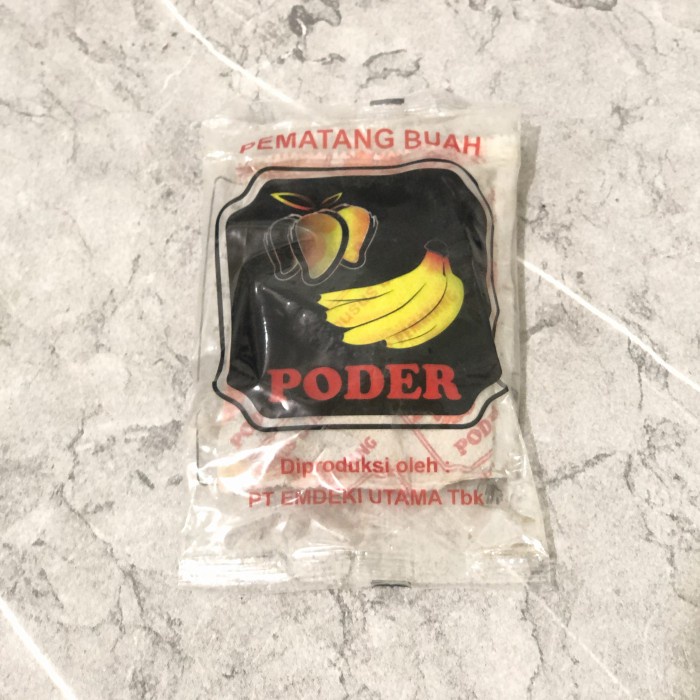 PEMATANG BUAH
PODER
Diproduksi oleh :
PT EMDEKI UTAMA Tbk